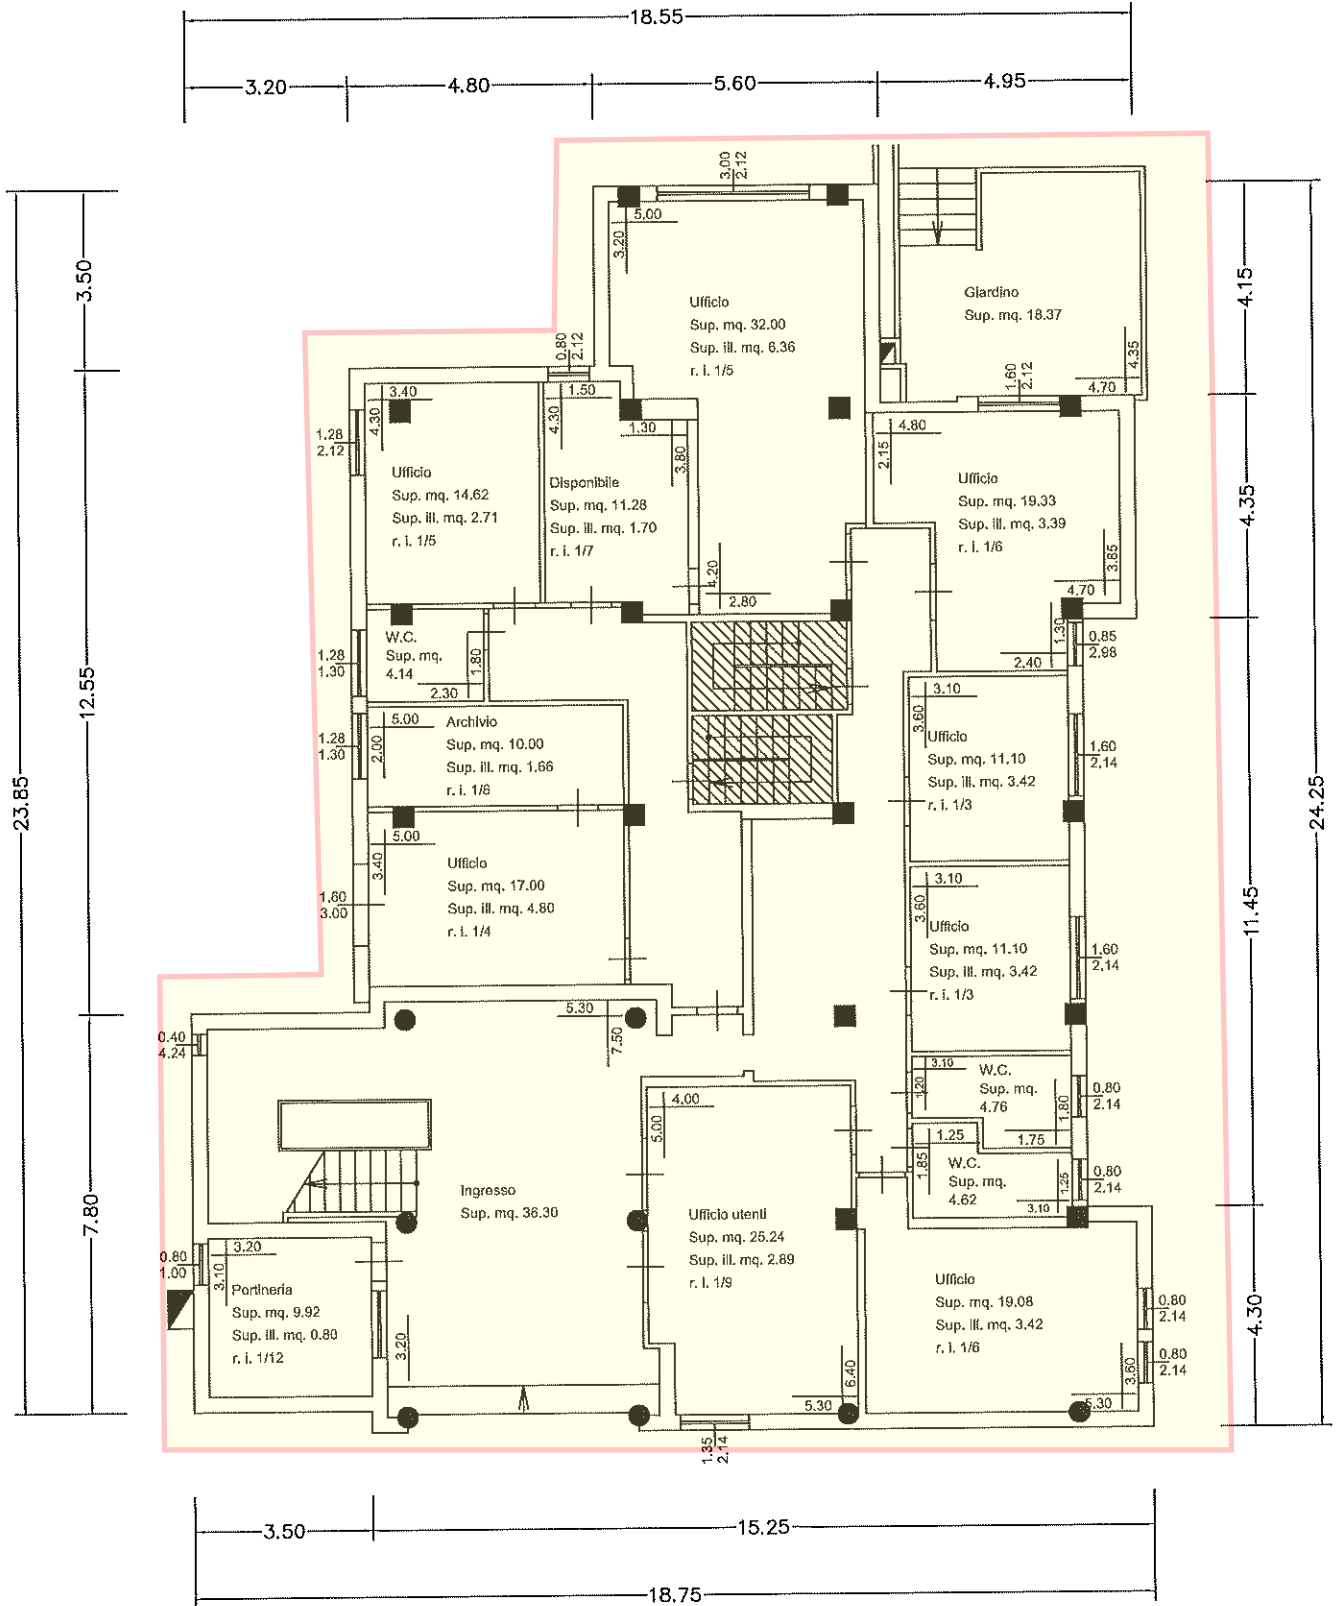 18.55
3.20
4.80
5.60
4.95
3.00
2.12
5.00
3.20
Ufficio
Sup. mq. 32.00
Sup. ill. mq. 6.36
r. i. 1/5
Giardino
Sup. mq. 18.37
4.35
4.70
3.50
4.15
0.80
2.12
1.60
2.12
3.40
4.30
1.50
4.30
1.30
3.80
4.80
2.15
1.28
2.12
Ufficio
Sup. mq. 14.62
Sup. ill. mq. 2.71
r. i. 1/5
Disponibile
Sup. mq. 11.28
Sup. ill. mq. 1.70
r. i. 1/7
Ufficio
Sup. mq. 19.33
Sup. ill. mq. 3.39
r. i. 1/6
4.35
4.20
2.80
3.85
4.70
1.30
2.40
0.85
2.98
W.C.
Sup. mq.
4.14
1.80
2.30
1.28
1.30
12.55
23.85
24.25
5.00
2.00
Archivio
Sup. mq. 10.00
Sup. ill. mq. 1.66
r. i. 1/6
1.28
1.30
3.10
3.60
Ufficio
Sup. mq. 11.10
Sup. ill. mq. 3.42
r. i. 1/3
1.60
2.14
5.00
3.40
Ufficio
Sup. mq. 17.00
Sup. ill. mq. 4.80
r. i. 1/4
1.60
3.00
3.10
3.60
Ufficio
Sup. mq. 11.10
Sup. ill. mq. 3.42
r. i. 1/3
1.60
2.14
11.45
5.30
7.50
0.40
4.24
3.10
1.20
W.C.
Sup. mq.
4.76
1.80
1.75
0.80
2.14
4.00
5.00
1.25
1.85
W.C.
Sup. mq.
4.62
1.25
3.10
0.80
2.14
7.80
Ingresso
Sup. mq. 36.30
Ufficio utenti
Sup. mq. 25.24
Sup. ill. mq. 2.89
r. i. 1/9
3.20
3.10
0.80
1.00
Portineria
Sup. mq. 9.92
Sup. ill. mq. 0.80
r. i. 1/12
3.20
Ufficio
Sup. mq. 19.08
Sup. ill. mq. 3.42
r. i. 1/6
0.80
2.14
0.80
2.14
4.30
6.40
5.30
3.60
5.30
1.35
2.14
3.50
15.25
18.75